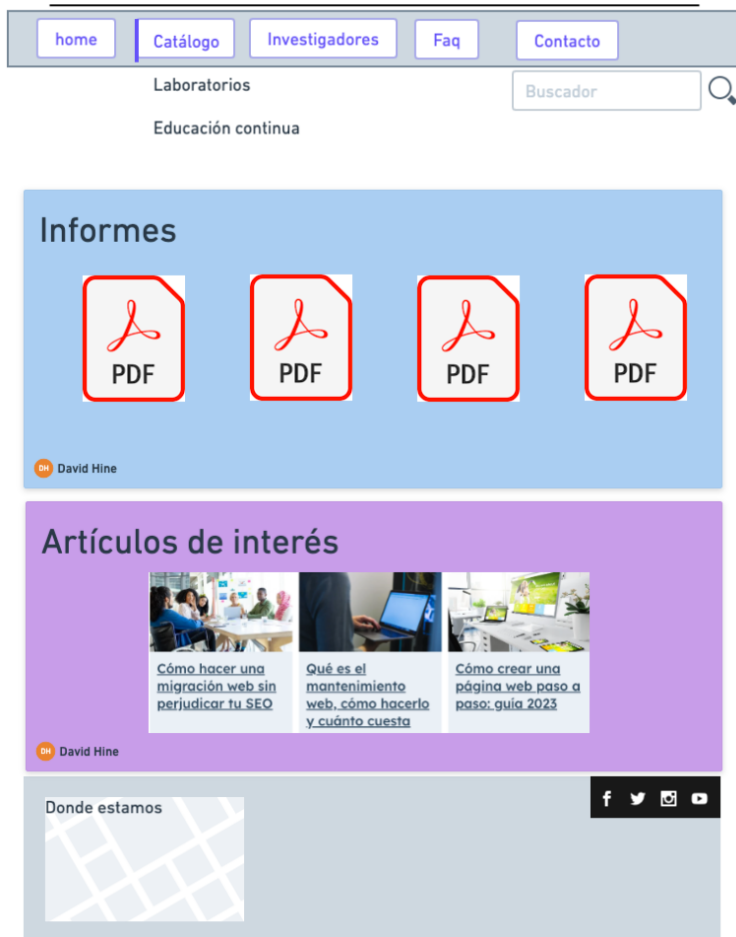 home
Catálogo
Investigadores
Faq
Contacto
Laboratorios
Buscador
Educación continua
Informes
PDF
PDF
PDF
PDF
DH David Hine
Artículos de interés
Cómo hacer una
migración web sin
perjudicar tu SEO
Qué es el
mantenimiento
web, cómo hacerlo
y cuánto cuesta
Cómo crear una
página web paso a
paso: guía 2023
DH David Hine
Donde estamos